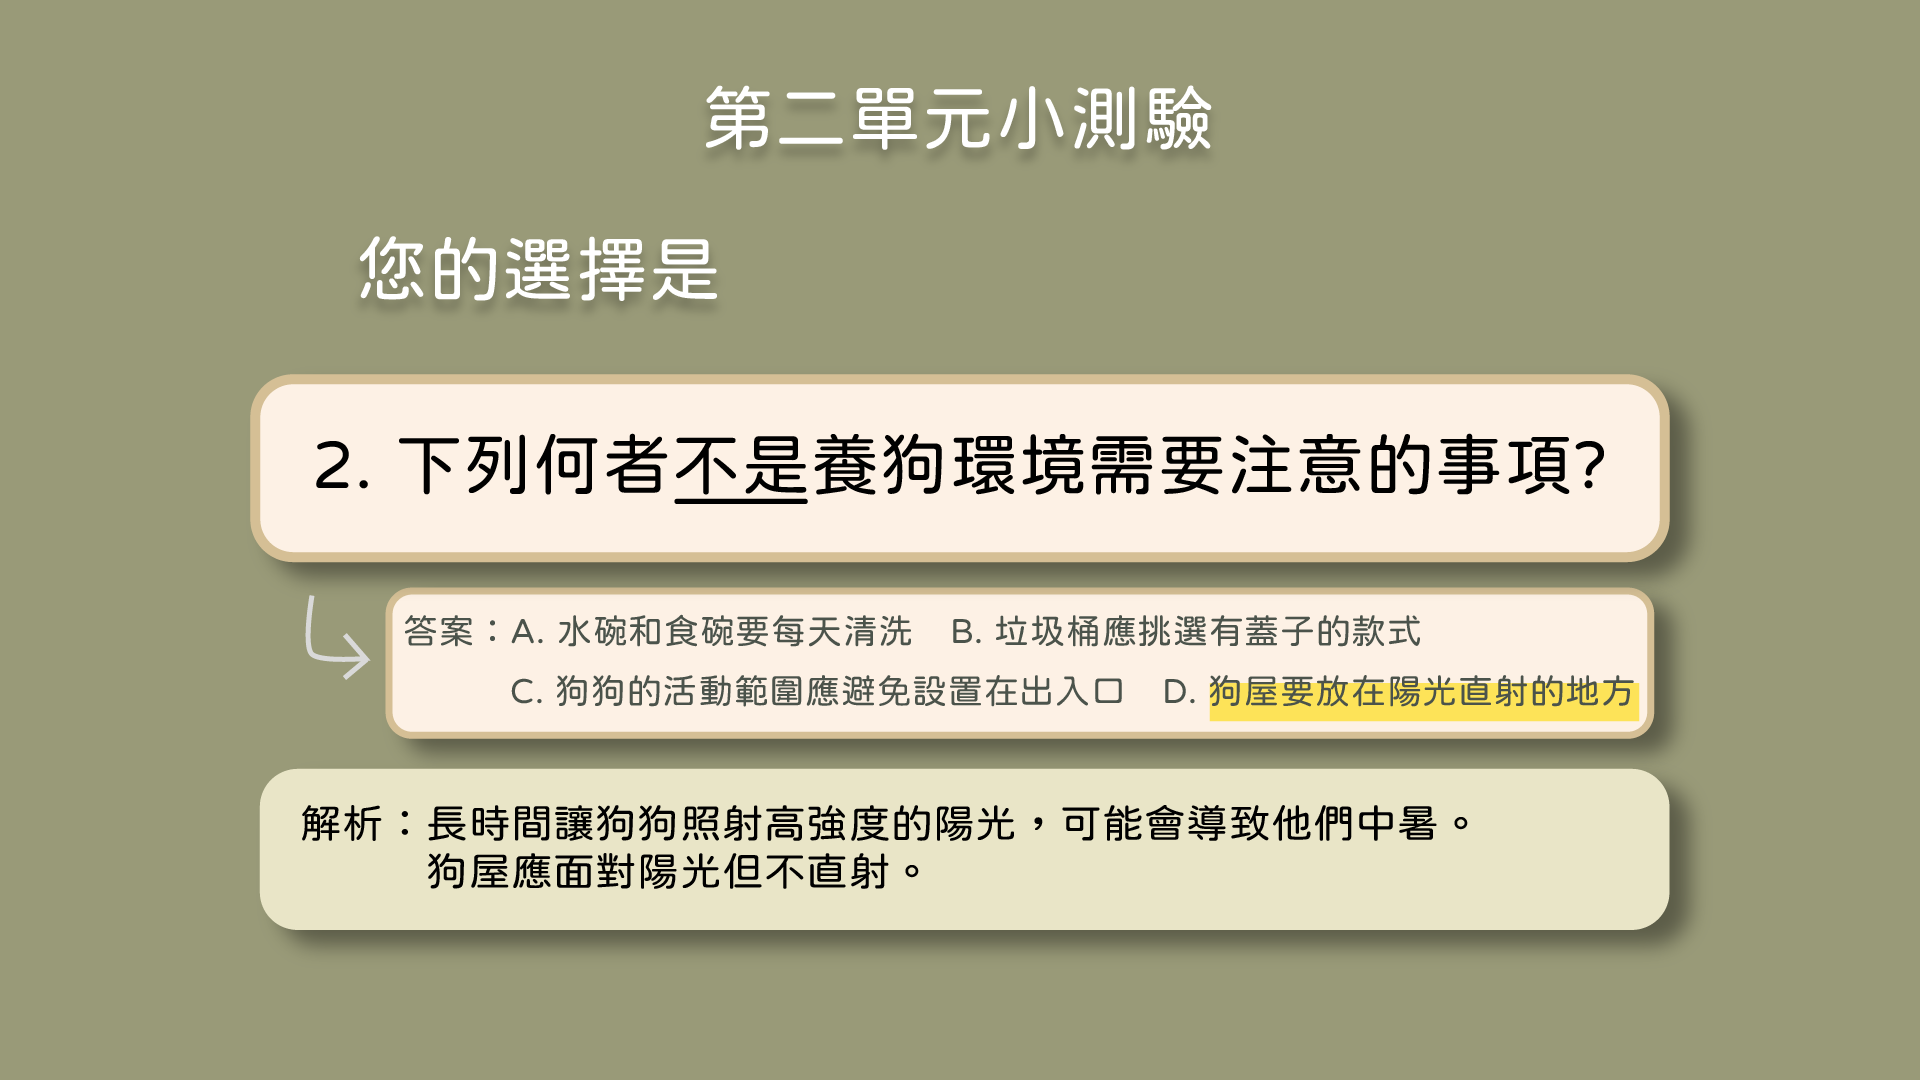 第二單元小測驗
您的選擇是
2. 下列何者不是養狗環境需要注意的事項?
答案：A. 水碗和食碗要每天清洗　B. 垃圾桶應挑選有蓋子的款式
C. 狗狗的活動範圍應避免設置在出入口　D. 狗屋要放在陽光直射的地方
解析：長時間讓狗狗照射高強度的陽光，可能會導致他們中暑。
狗屋應面對陽光但不直射。